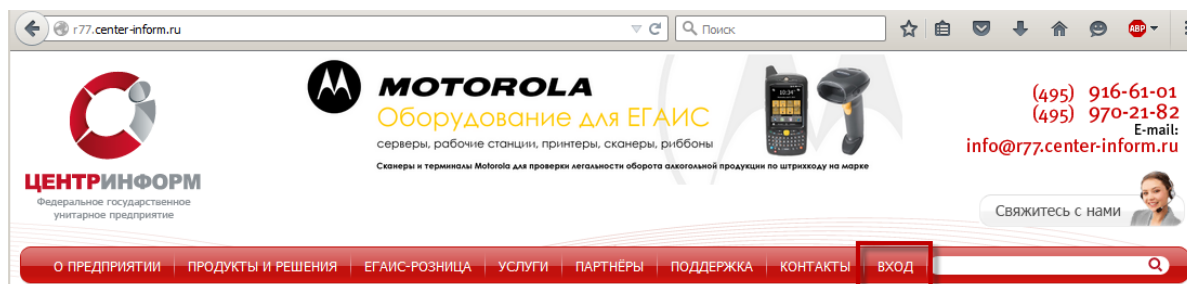 r77.center-inform.ru
Поиск
ABP
MOTOROLA
Оборудование для ЕГАИС
серверы, рабочие станции, принтеры, сканеры, риббоны
Сканеры и терминалы Motorola для проверки легальности оборота алкогольной продукции по штрихкоду на марке
(495) 916-61-01
(495) 970-21-82
E-mail:
info@r77.center-inform.ru
ЦЕНТРИНФОРМ
Федеральное государственное
унитарное предприятие
Свяжитесь с нами
О ПРЕДПРИЯТИИ ПРОДУКТЫ И РЕШЕНИЯ ЕГАИС-РОЗНИЦА УСЛУГИ ПАРТНЁРЫ ПОДДЕРЖКА КОНТАКТЫ ВХОД